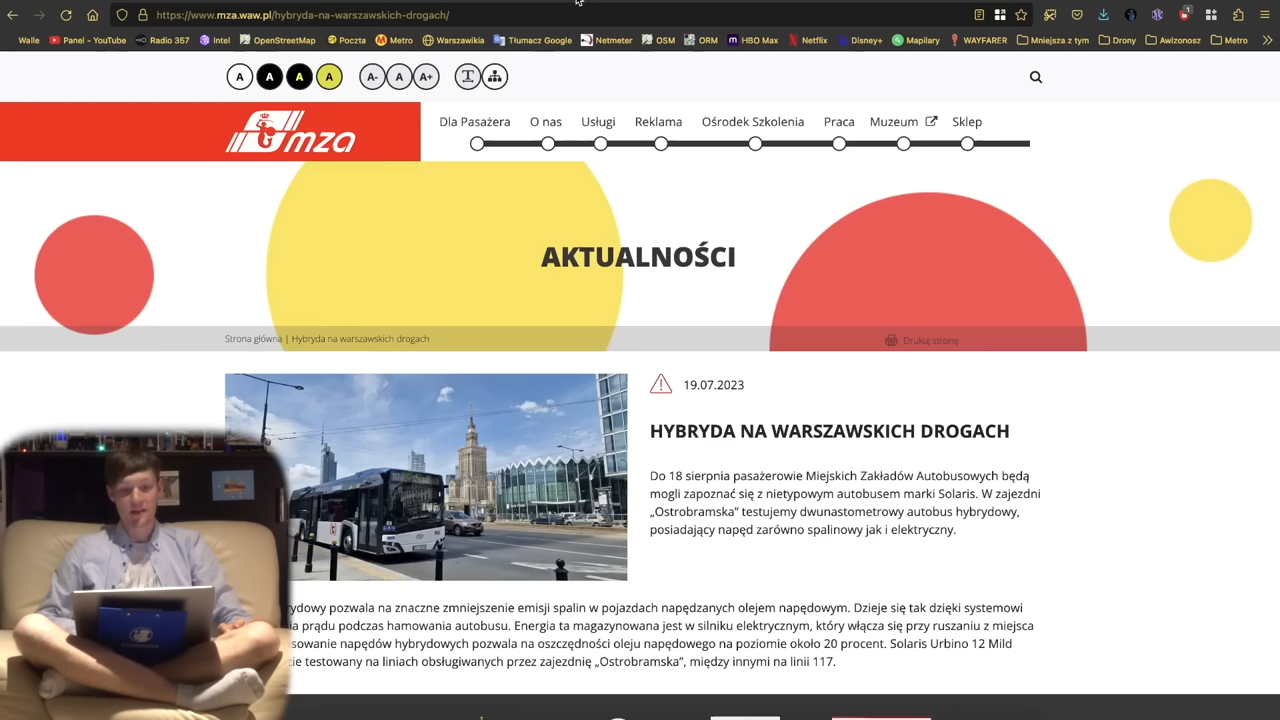 https://www.mza.waw.pl/hybryda-na-warszawskich-drogach/
Walle Panel - YouTube Radio 357 Intel OpenStreetMap Poczta Metro Warszawikia Tłumacz Google Netmeter OSM ORM HBO Max Netflix Disney+ Mapilary WAYFARER Mniejsza z tym Drony Awizonosz Metro
A A A A A- A A+ T
mza
Dla Pasażera O nas Usługi Reklama Ośrodek Szkolenia Praca Muzeum Sklep
AKTUALNOŚCI
Strona główna | Hybryda na warszawskich drogach
Drukuj stronę
19.07.2023
HYBRYDA NA WARSZAWSKICH DROGACH
Do 18 sierpnia pasażerowie Miejskich Zakładów Autobusowych będą
mogli zapoznać się z nietypowym autobusem marki Solaris. W zajezdni
„Ostrobramska” testujemy dwunastometrowy autobus hybrydowy,
posiadający napęd zarówno spalinowy jak i elektryczny.
rydowy pozwala na znaczne zmniejszenie emisji spalin w pojazdach napędzanych olejem napędowym. Dzieje się tak dzięki systemowi
ia prądu podczas hamowania autobusu. Energia ta magazynowana jest w silniku elektrycznym, który włącza się przy ruszaniu z miejsca
osowanie napędów hybrydowych pozwala na oszczędności oleju napędowego na poziomie około 20 procent. Solaris Urbino 12 Mild
zie testowany na liniach obsługiwanych przez zajezdnię „Ostrobramska”, między innymi na linii 117.